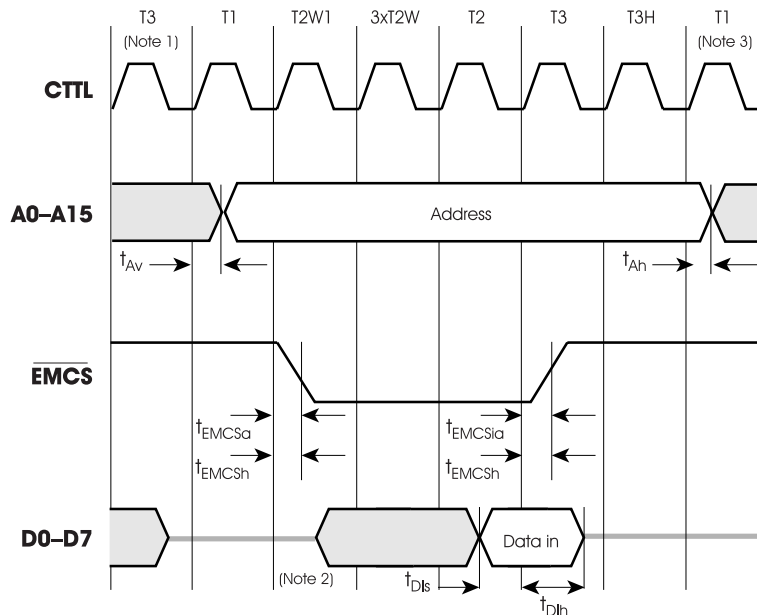 T3 T1 T2W1 3xT2W T2 T3 T3H T1
(Note 1) (Note 3)
CTTL
A0–A15 Address
tAv tAh
EMCS
tEMCSa tEMCSia
tEMCSh tEMCSh
D0–D7 Data in
(Note 2) tDIs
tDIh